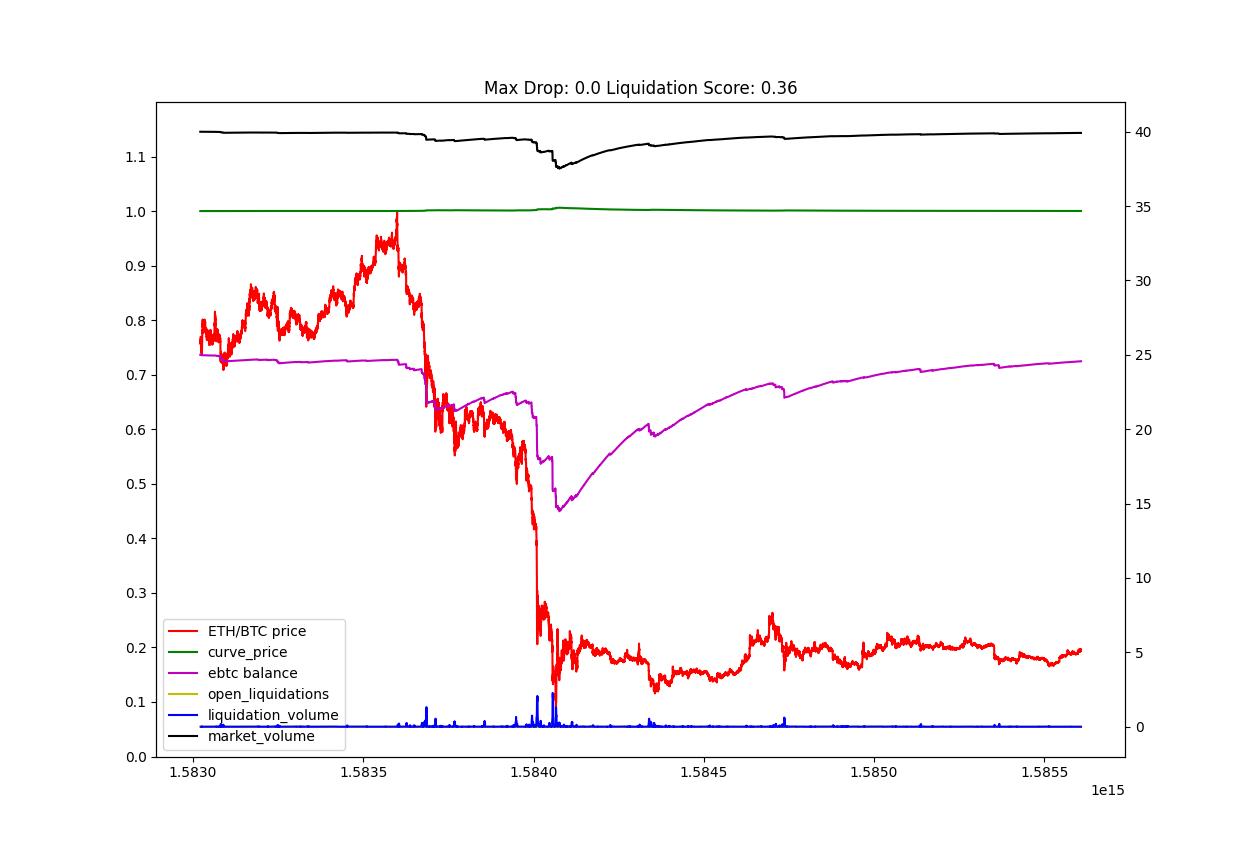 Max Drop: 0.0 Liquidation Score: 0.36
1.1
1.0
0.9
0.8
0.7
0.6
0.5
0.4
0.3
0.2
0.1
0.0
40
35
30
25
20
15
10
5
0
ETH/BTC price
curve_price
ebtc balance
open_liquidations
liquidation_volume
market_volume
1.5830 1.5835 1.5840 1.5845 1.5850 1.5855
1e15